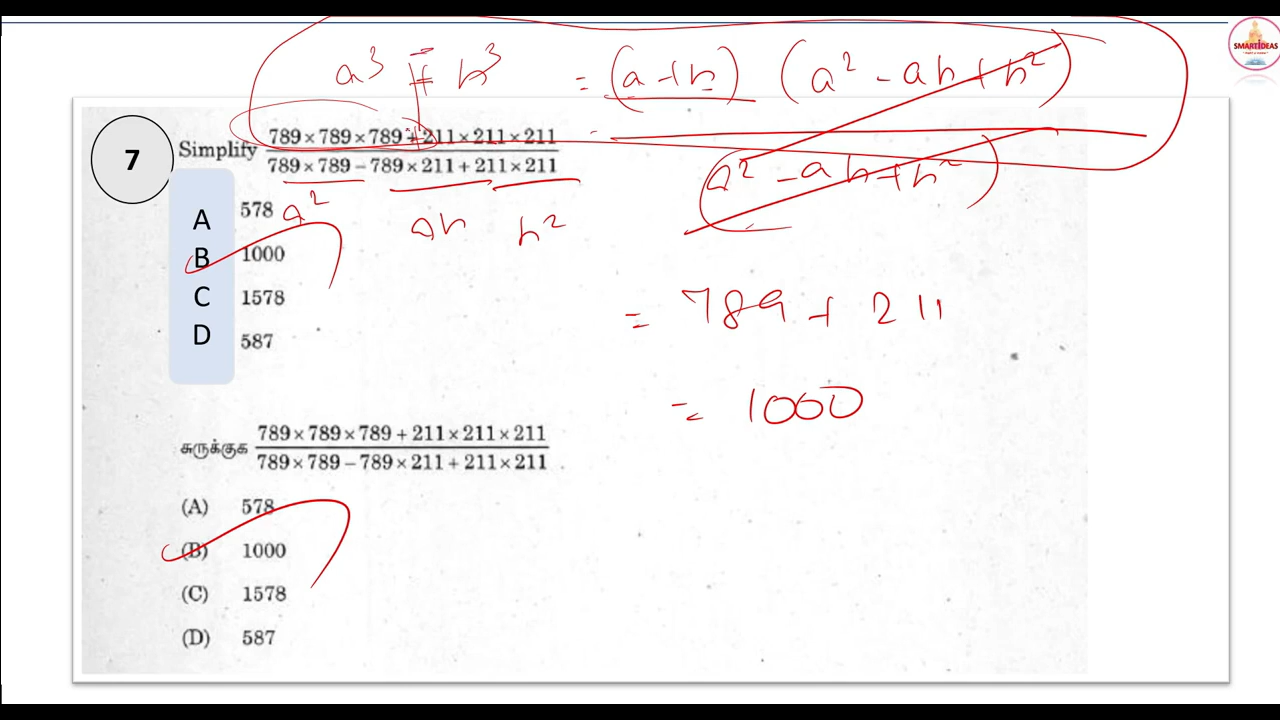 a³ + b³ = (a+b) (a² - ab + b²)
SMART IDEAS
7
Simplify (789×789×789+211×211×211)/(789×789−789×211+211×211)
a² - ab + b²
a² ab b²
A 578
B 1000
C 1578
D 587
= 789 + 211
= 1000
சுருக்குக (789×789×789+211×211×211)/(789×789−789×211+211×211)
(A) 578
(B) 1000
(C) 1578
(D) 587